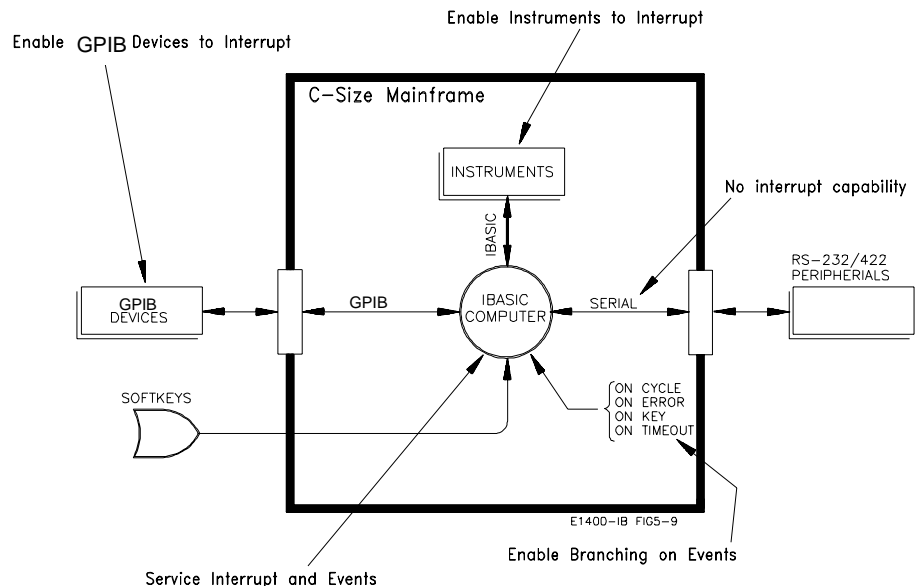 Enable Instruments to Interrupt
Enable GPIB Devices to Interrupt
C-Size Mainframe
INSTRUMENTS
No interrupt capability
IBASIC
RS-232/422
PERIPHERIALS
GPIB
DEVICES
GPIB
IBASIC
COMPUTER
SERIAL
SOFTKEYS
ON CYCLE
ON ERROR
ON KEY
ON TIMEOUT
E1400-IB FIG5-9
Enable Branching on Events
Service Interrupt and Events